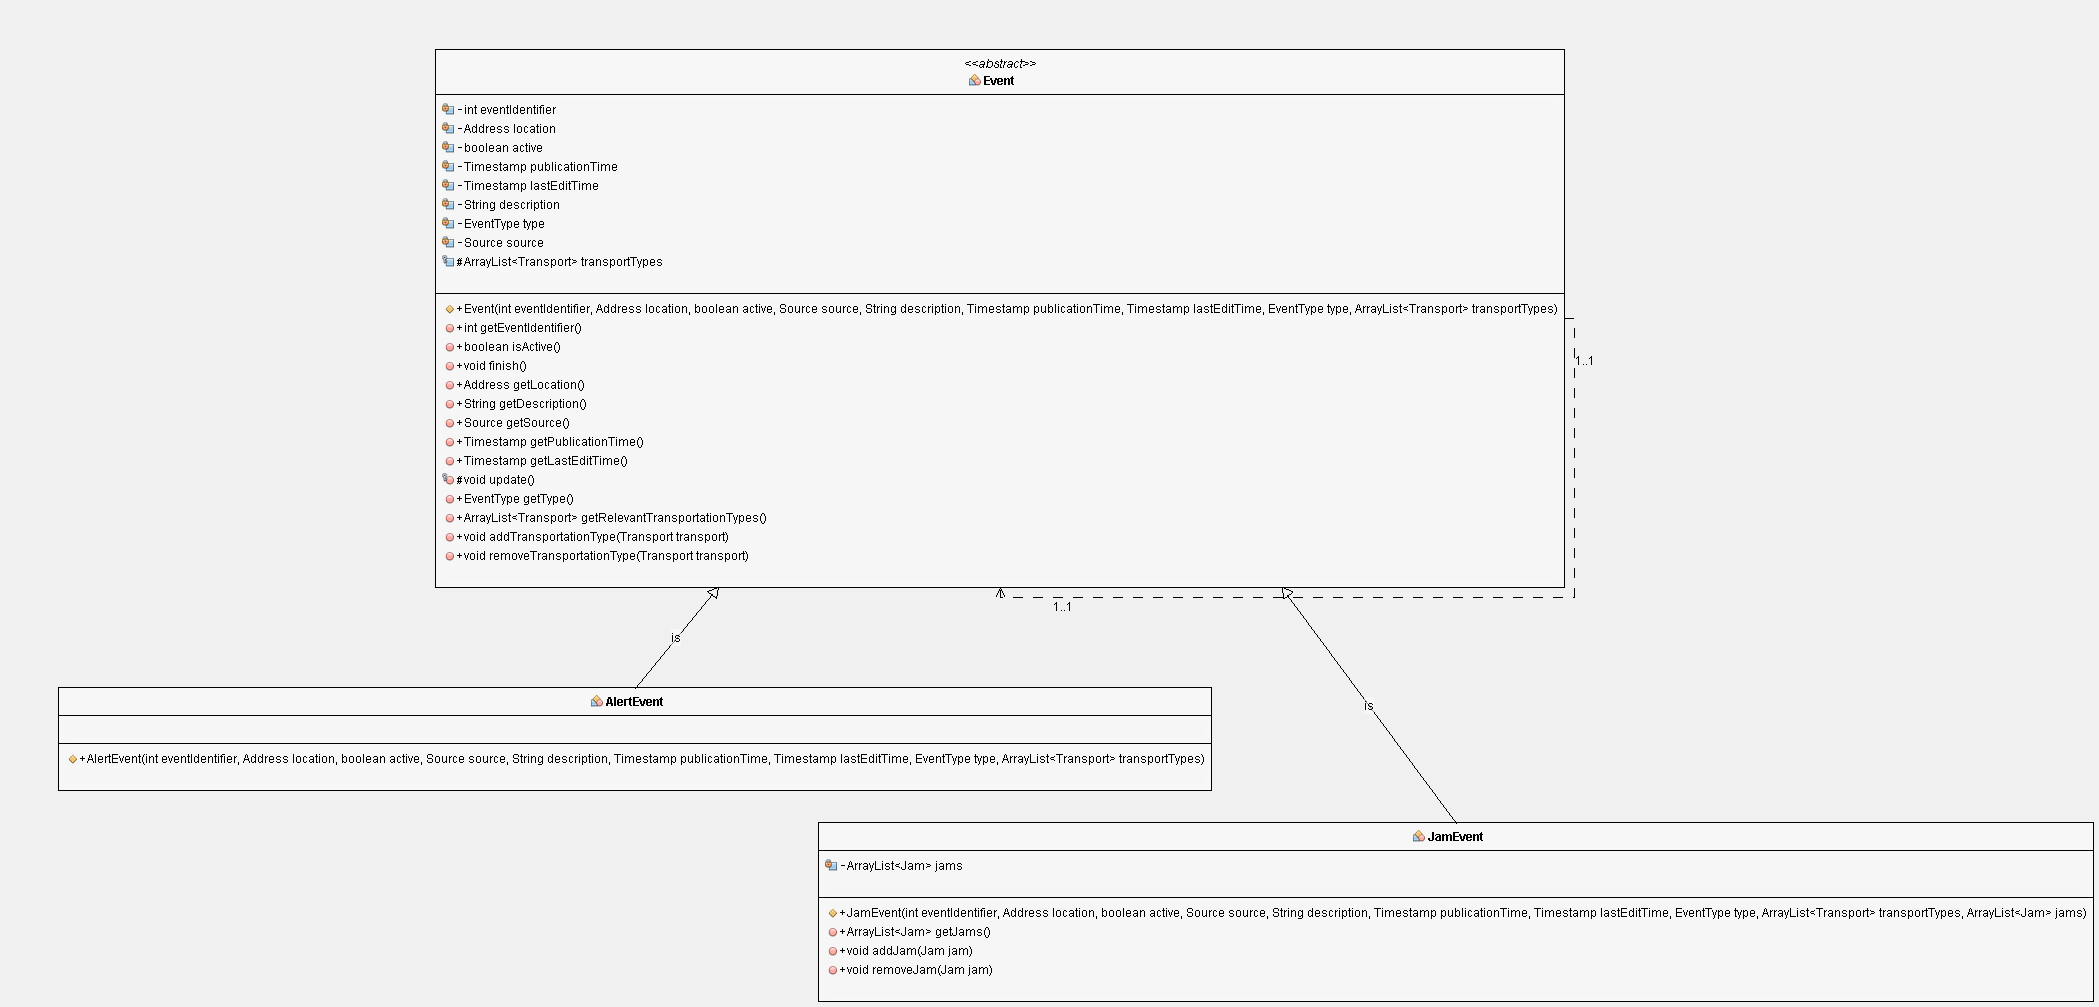 <<abstract>>
Event
-int eventIdentifier
-Address location
-boolean active
-Timestamp publicationTime
-Timestamp lastEditTime
-String description
-EventType type
-Source source
#ArrayList<Transport> transportTypes
+Event(int eventIdentifier, Address location, boolean active, Source source, String description, Timestamp publicationTime, Timestamp lastEditTime, EventType type, ArrayList<Transport> transportTypes)
+int getEventIdentifier()
+boolean isActive()
+void finish()
+Address getLocation()
+String getDescription()
+Source getSource()
+Timestamp getPublicationTime()
+Timestamp getLastEditTime()
#void update()
+EventType getType()
+ArrayList<Transport> getRelevantTransportationTypes()
+void addTransportationType(Transport transport)
+void removeTransportationType(Transport transport)
1..1
1..1
is
is
AlertEvent
+AlertEvent(int eventIdentifier, Address location, boolean active, Source source, String description, Timestamp publicationTime, Timestamp lastEditTime, EventType type, ArrayList<Transport> transportTypes)
JamEvent
-ArrayList<Jam> jams
+JamEvent(int eventIdentifier, Address location, boolean active, Source source, String description, Timestamp publicationTime, Timestamp lastEditTime, EventType type, ArrayList<Transport> transportTypes, ArrayList<Jam> jams)
+ArrayList<Jam> getJams()
+void addJam(Jam jam)
+void removeJam(Jam jam)